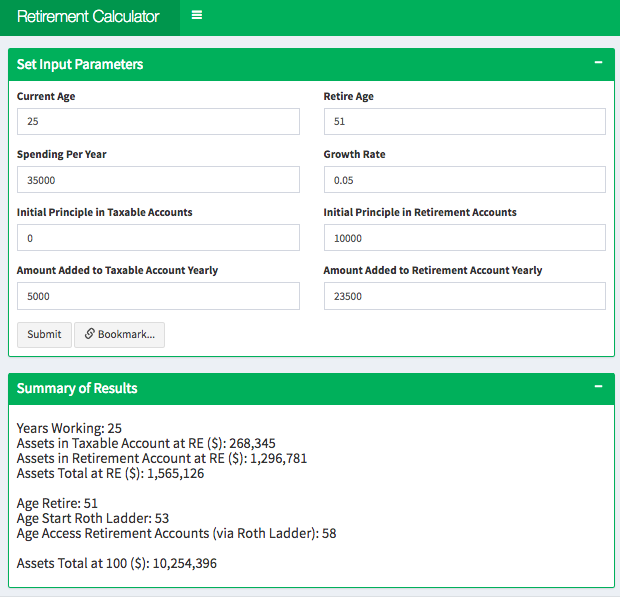 Retirement Calculator
Set Input Parameters
Current Age
Retire Age
25
51
Spending Per Year
Growth Rate
35000
0.05
Initial Principle in Taxable Accounts
Initial Principle in Retirement Accounts
0
10000
Amount Added to Taxable Account Yearly
Amount Added to Retirement Account Yearly
5000
23500
Submit
Bookmark...
Summary of Results
Years Working: 25
Assets in Taxable Account at RE ($): 268,345
Assets in Retirement Account at RE ($): 1,296,781
Assets Total at RE ($): 1,565,126
Age Retire: 51
Age Start Roth Ladder: 53
Age Access Retirement Accounts (via Roth Ladder): 58
Assets Total at 100 ($): 10,254,396